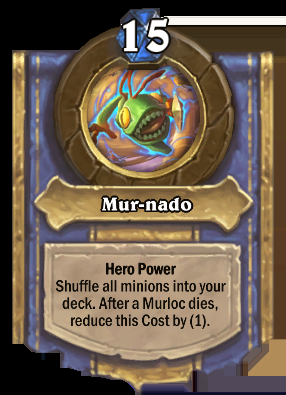 15
Mur-nado
Hero Power
Shuffle all minions into your
deck. After a Murloc dies,
reduce this Cost by (1).